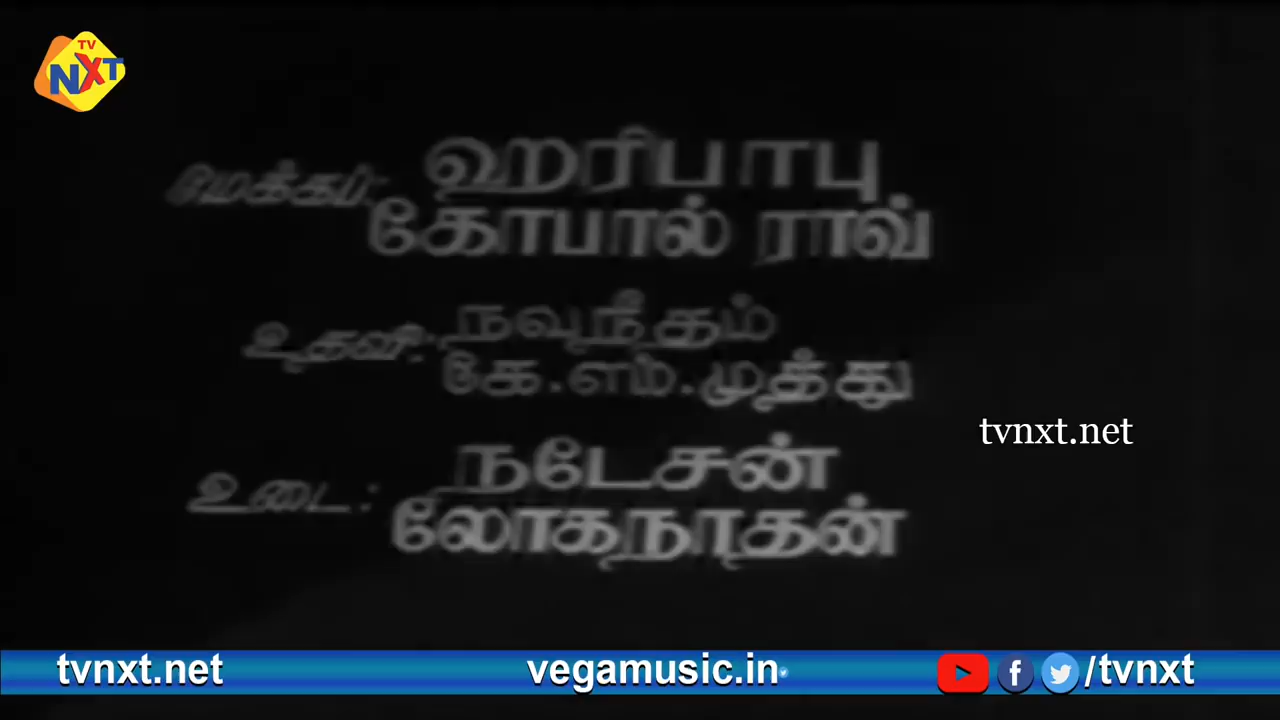 TV NXT
மேக்கப்: ஹரிபாபு
கோபால் ராவ்
உதவி: நவநீதம்
கே.எம்.முத்து
tvnxt.net
உடை: நடேசன்
லோகநாதன்
tvnxt.net vegamusic.in /tvnxt